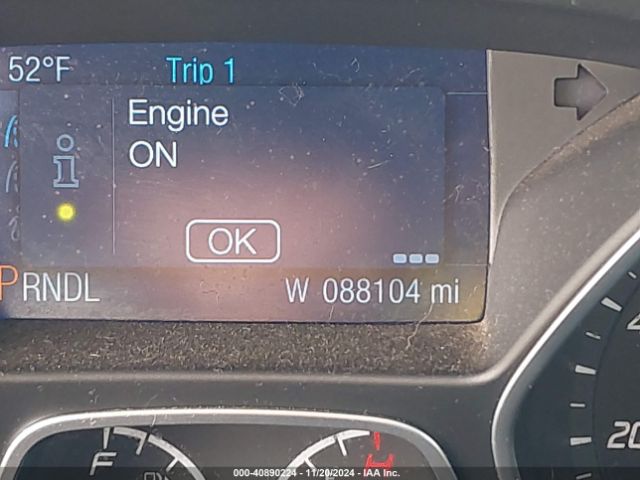 52°F Trip 1
Engine
ON
OK
PRNDL W 088104 mi
F H
20
000-40890224 - 11/20/2024 - IAA Inc.